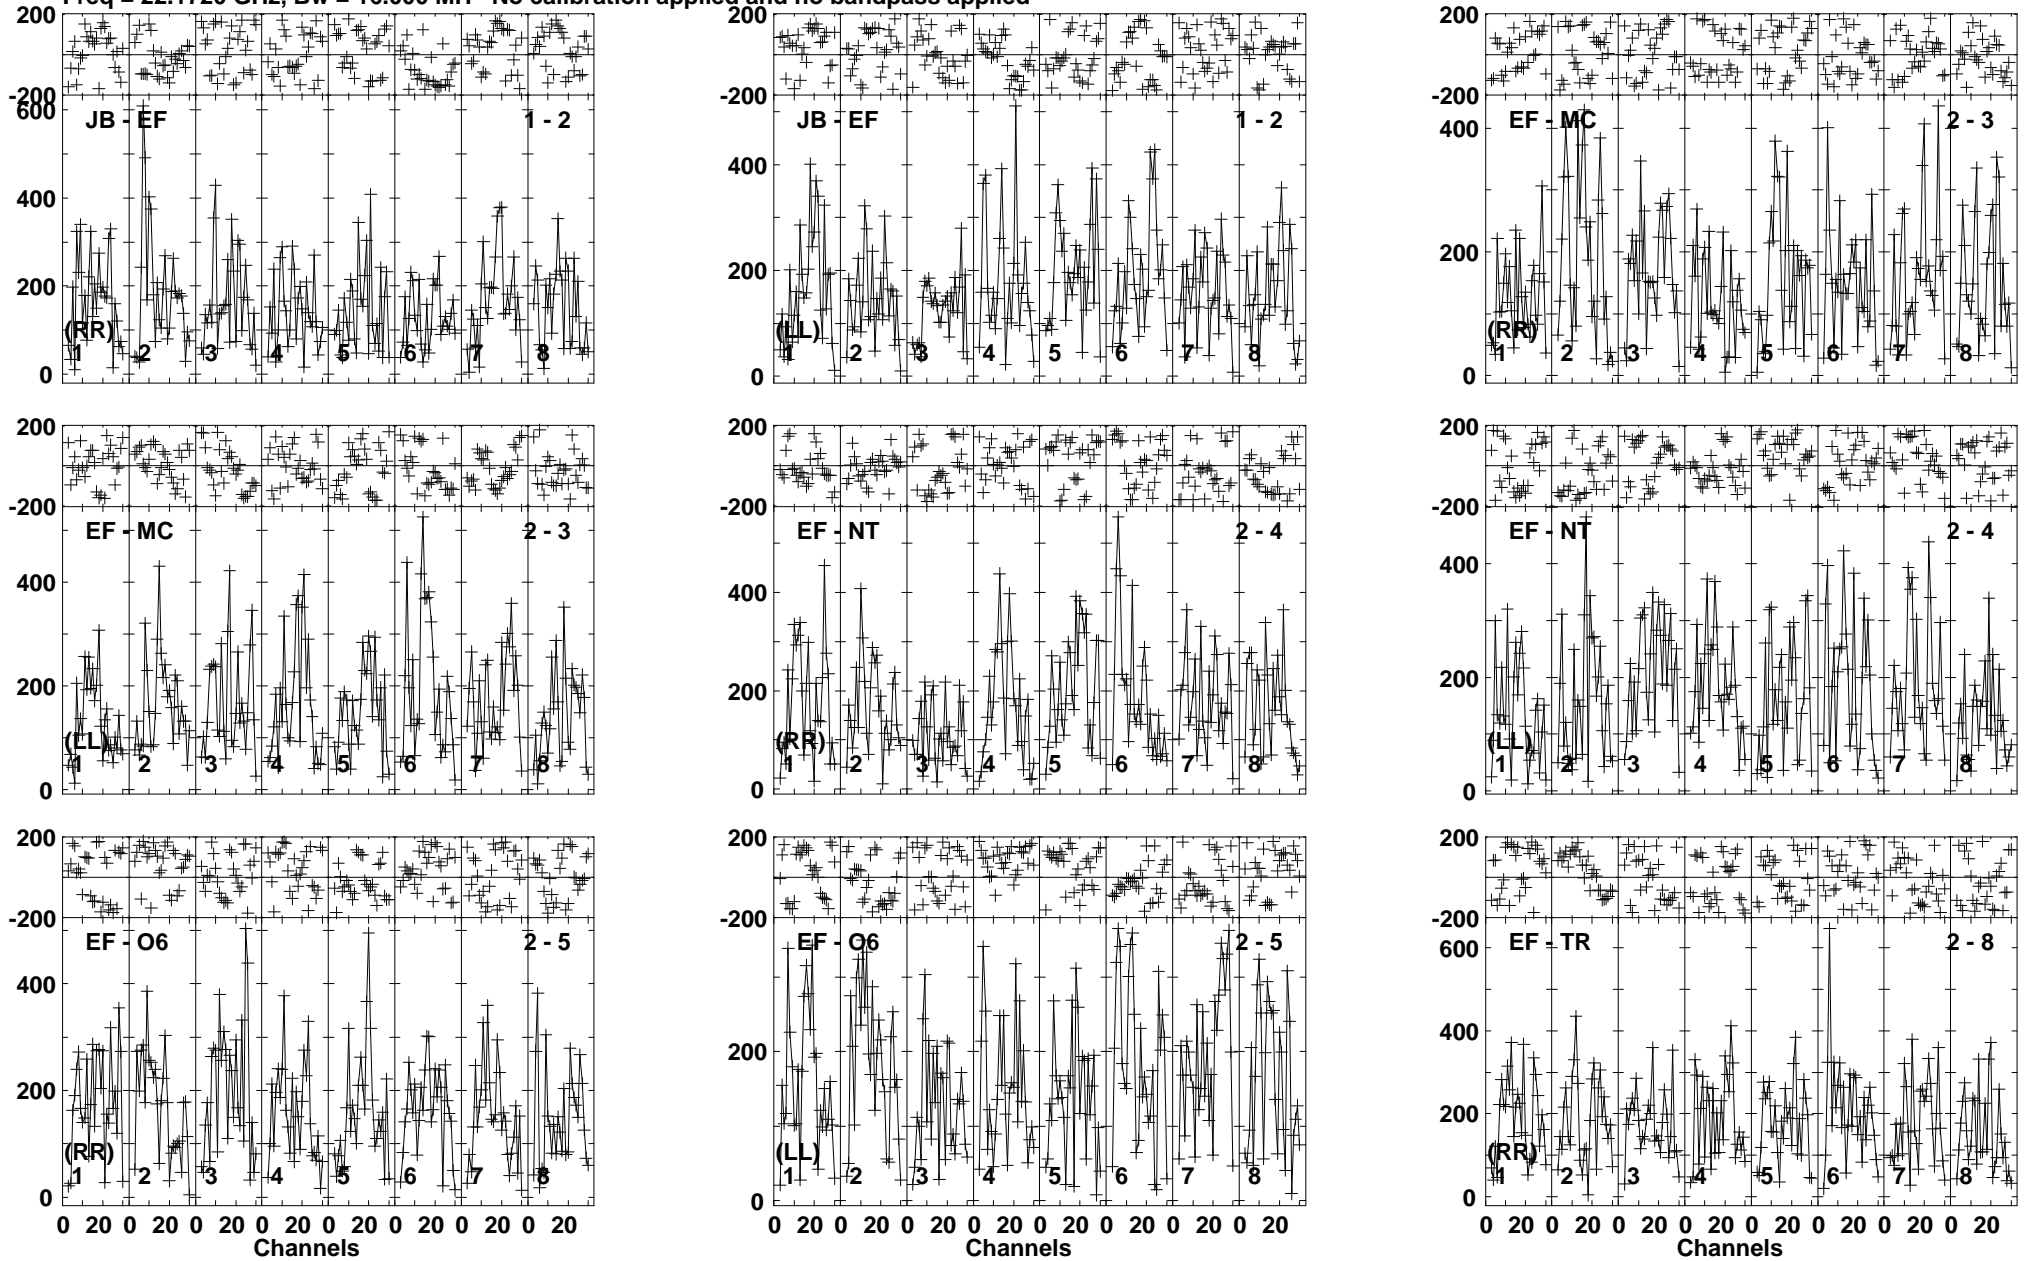 Freq = 22.1720 GHz, Bw = 16.000 MH No calibration applied and no bandpass applied
200 200 200
-200 -200 -200
600
JB - EF 1 - 2 JB - EF 1 - 2 EF - MC 2 - 3
400 400 400
200 200 200
(RR) (LL) (RR)
1 2 3 4 5 6 7 8 1 2 3 4 5 6 7 8 1 2 3 4 5 6 7 8
0 0 0
200 200 200
-200 -200 -200
EF - MC 2 - 3 EF - NT 2 - 4 EF - NT 2 - 4
400 400 400
200 200 200
(LL) (RR) (LL)
1 2 3 4 5 6 7 8 1 2 3 4 5 6 7 8 1 2 3 4 5 6 7 8
0 0 0
200 200 200
-200 -200 -200
EF - O6 2 - 5 EF - O6 2 - 5 EF - TR 2 - 8
600
400 400
200 200 200
(RR) (LL) (RR)
1 2 3 4 5 6 7 8 1 2 3 4 5 6 7 8 1 2 3 4 5 6 7 8
0 0 0
0 20 0 20 0 20 0 20 0 20 0 20 0 20 0 20 0 20 0 20 0 20 0 20 0 20 0 20 0 20 0 20 0 20 0 20 0 20 0 20 0 20 0 20 0 20 0 20
Channels Channels Channels